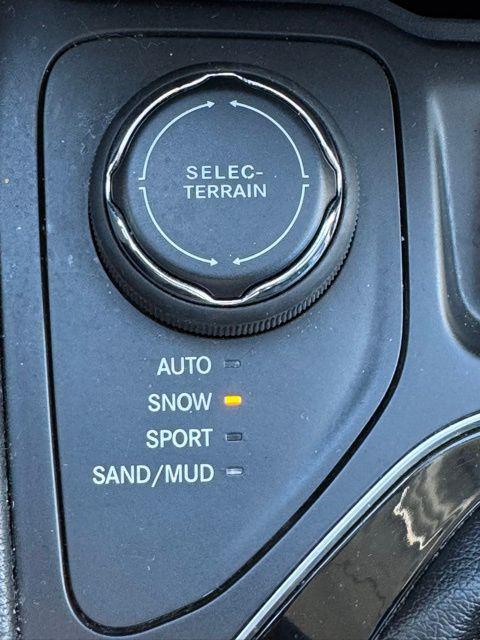 SELEC-
TERRAIN
AUTO
SNOW
SPORT
SAND/MUD